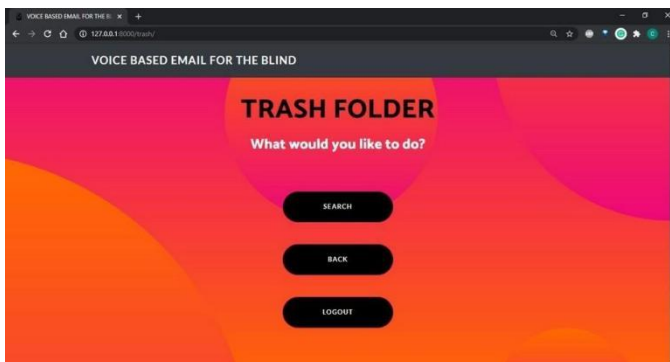 VOICE BASED EMAIL FOR THE BL
127.0.0.1:8000/trash/
VOICE BASED EMAIL FOR THE BLIND
TRASH FOLDER
What would you like to do?
SEARCH
BACK
LOGOUT